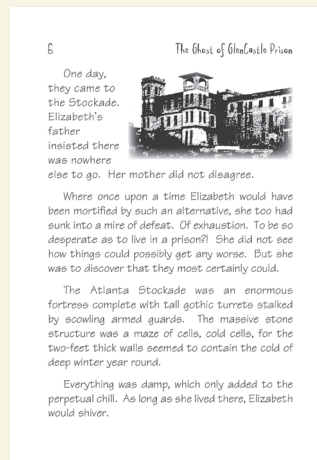 6 The Ghost of GlenCastle Prison
One day,
they came to
the Stockade.
Elizabeth's
father
insisted there
was nowhere
else to go. Her mother did not disagree.
Where once upon a time Elizabeth would have
been mortified by such an alternative, she too had
sunk into a mire of defeat. Of exhaustion. To be so
desperate as to live in a prison?! She did not see
how things could possibly get any worse. But she
was to discover that they most certainly could.
The Atlanta Stockade was an enormous
fortress complete with tall gothic turrets stalked
by scowling armed guards. The massive stone
structure was a maze of cells, cold cells, for the
two-feet thick walls seemed to contain the cold of
deep winter year round.
Everything was damp, which only added to the
perpetual chill. As long as she lived there, Elizabeth
would shiver.